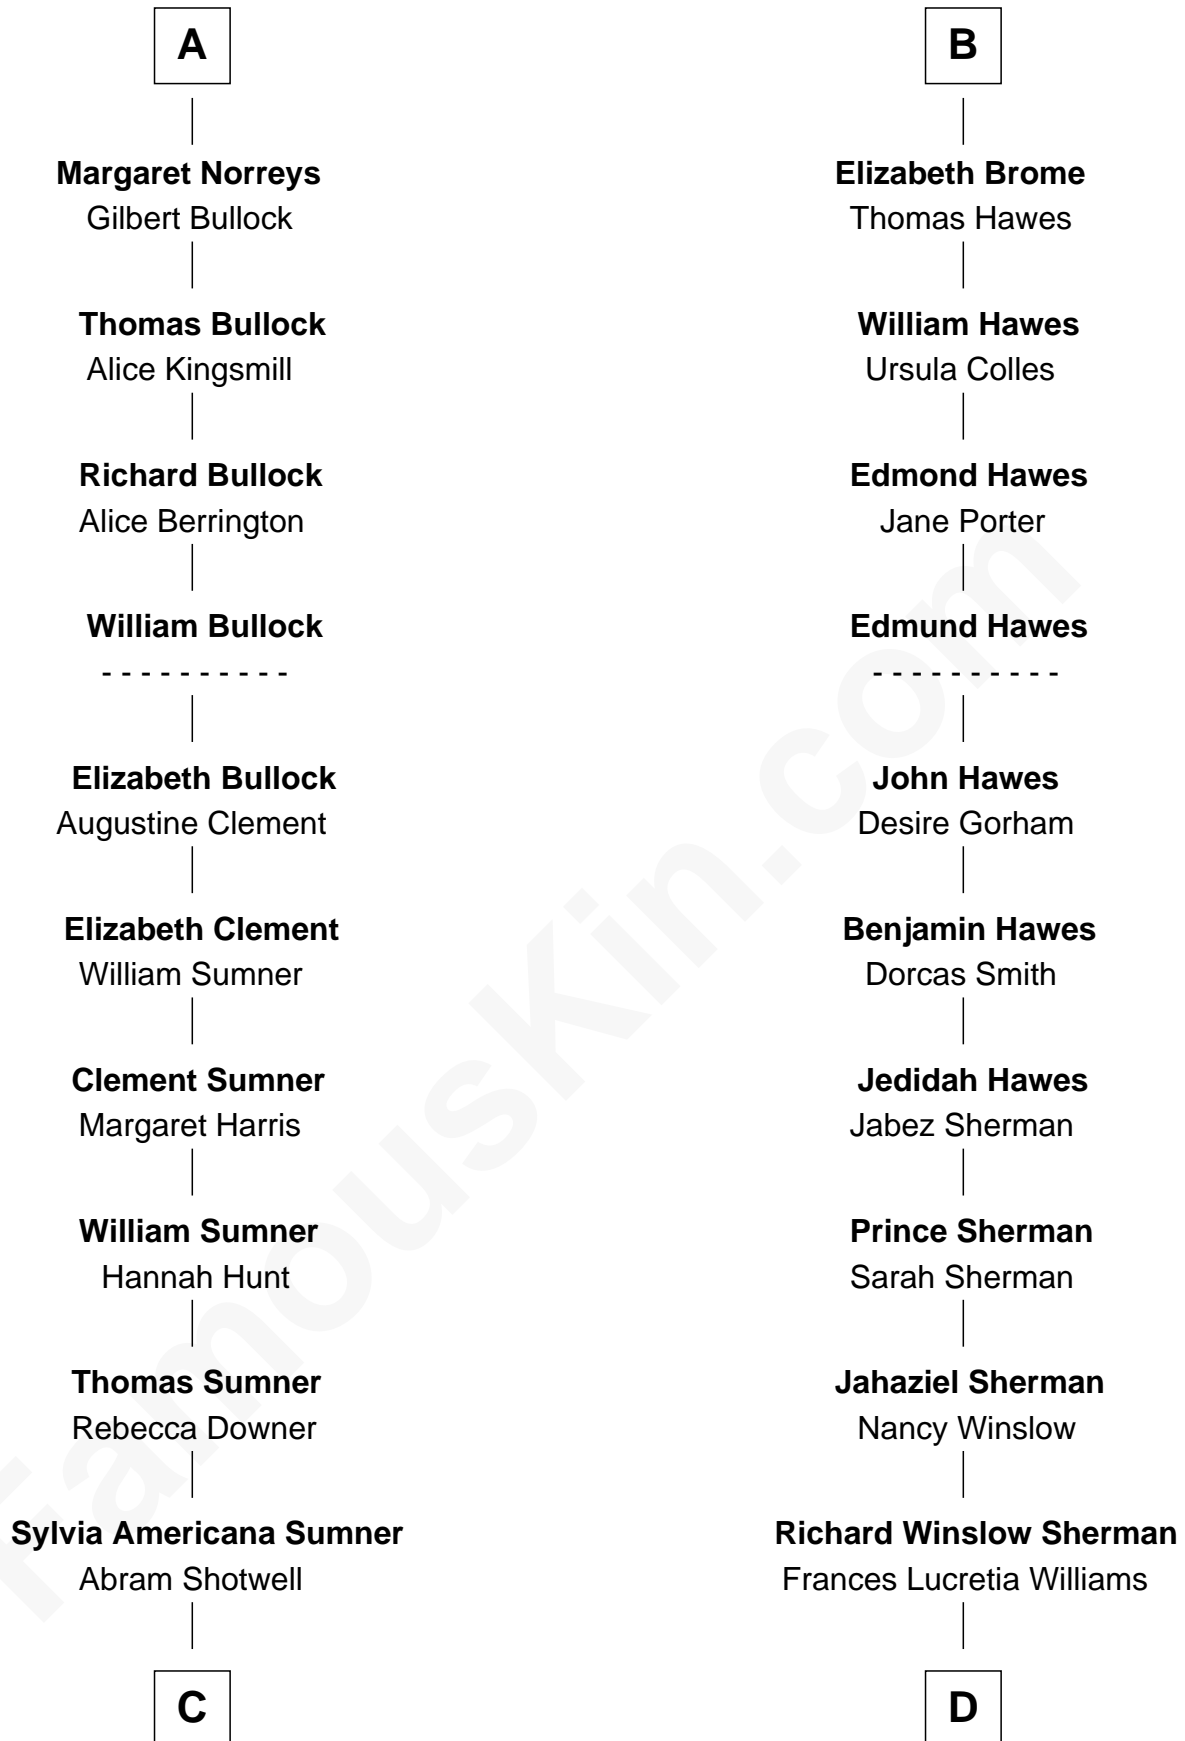 A
Margaret Norreys
Gilbert Bullock
Thomas Bullock
Alice Kingsmill
Richard Bullock
Alice Berrington
William Bullock
- - - - - - - - - -
Elizabeth Bullock
Augustine Clement
Elizabeth Clement
William Sumner
Clement Sumner
Margaret Harris
William Sumner
Hannah Hunt
Thomas Sumner
Rebecca Downer
Sylvia Americana Sumner
Abram Shotwell
C
B
Elizabeth Brome
Thomas Hawes
William Hawes
Ursula Colles
Edmond Hawes
Jane Porter
Edmund Hawes
- - - - - - - - - -
John Hawes
Desire Gorham
Benjamin Hawes
Dorcas Smith
Jedidah Hawes
Jabez Sherman
Prince Sherman
Sarah Sherman
Jahaziel Sherman
Nancy Winslow
Richard Winslow Sherman
Frances Lucretia Williams
D
FamousKin.com